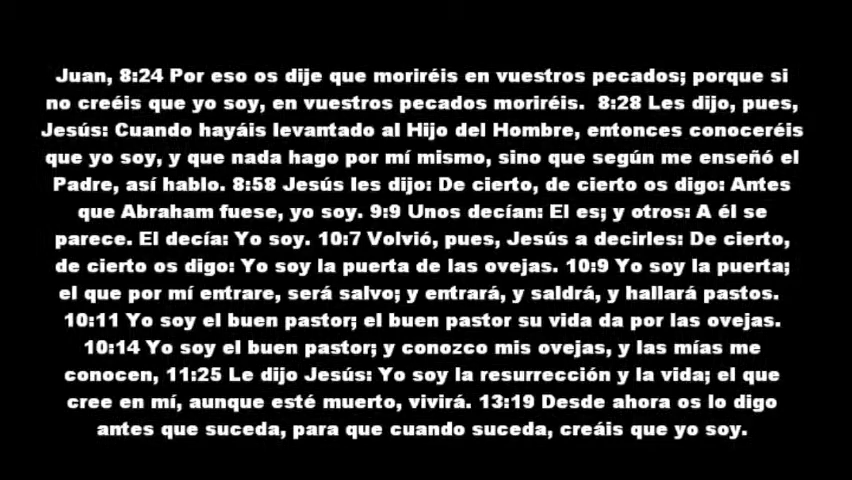 Juan, 8:24 Por eso os dije que moriréis en vuestros pecados; porque si
no creéis que yo soy, en vuestros pecados moriréis.  8:28 Les dijo, pues,
Jesús: Cuando hayáis levantado al Hijo del Hombre, entonces conoceréis
que yo soy, y que nada hago por mí mismo, sino que según me enseñó el
Padre, así hablo. 8:58 Jesús les dijo: De cierto, de cierto os digo: Antes
que Abraham fuese, yo soy. 9:9 Unos decían: El es; y otros: A él se
parece. El decía: Yo soy. 10:7 Volvió, pues, Jesús a decirles: De cierto,
de cierto os digo: Yo soy la puerta de las ovejas. 10:9 Yo soy la puerta;
el que por mí entrare, será salvo; y entrará, y saldrá, y hallará pastos.
10:11 Yo soy el buen pastor; el buen pastor su vida da por las ovejas.
10:14 Yo soy el buen pastor; y conozco mis ovejas, y las mías me
conocen, 11:25 Le dijo Jesús: Yo soy la resurrección y la vida; el que
cree en mí, aunque esté muerto, vivirá. 13:19 Desde ahora os lo digo
antes que suceda, para que cuando suceda, creáis que yo soy.